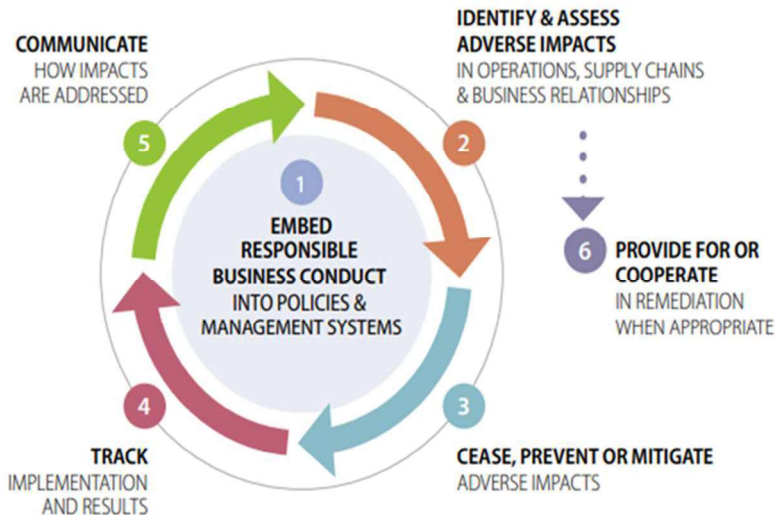 COMMUNICATE
HOW IMPACTS
ARE ADDRESSED
5
IDENTIFY & ASSESS
ADVERSE IMPACTS
IN OPERATIONS, SUPPLY CHAINS
& BUSINESS RELATIONSHIPS
2
1
EMBED
RESPONSIBLE
BUSINESS CONDUCT
INTO POLICIES &
MANAGEMENT SYSTEMS
6
PROVIDE FOR OR
COOPERATE
IN REMEDIATION
WHEN APPROPRIATE
4
TRACK
IMPLEMENTATION
AND RESULTS
3
CEASE, PREVENT OR MITIGATE
ADVERSE IMPACTS